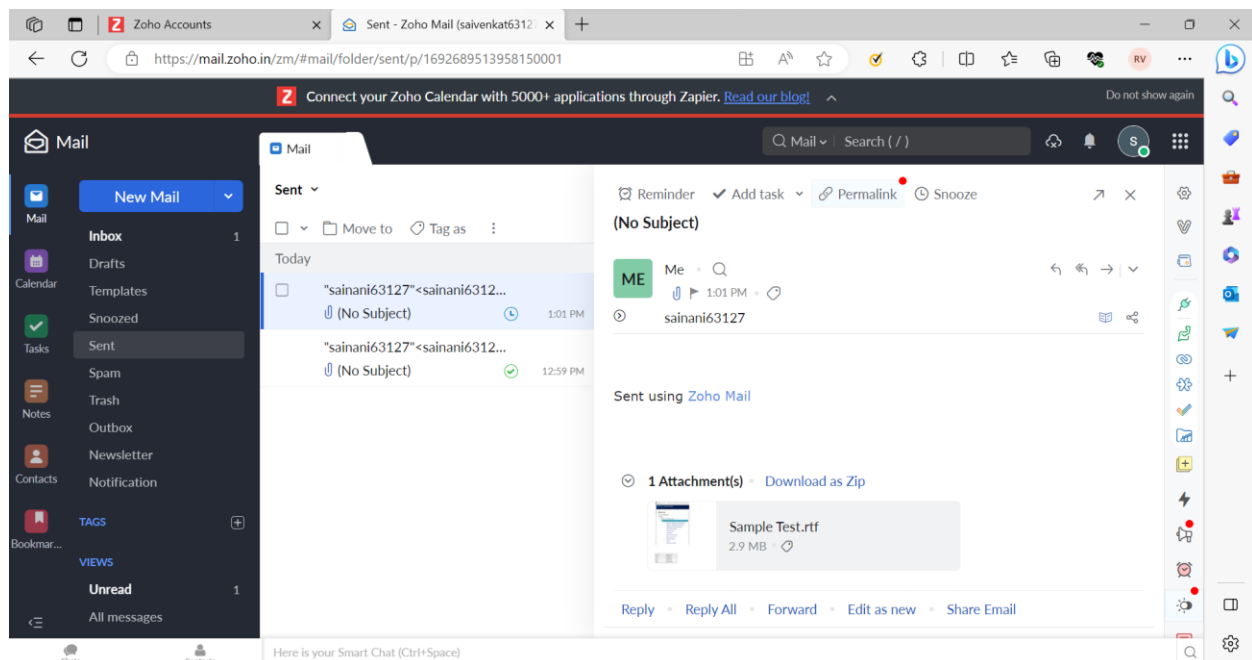 Zoho Accounts
Sent - Zoho Mail (saivenkat6312
https://mail.zoho.in/zm/#mail/folder/sent/p/1692689513958150001
RV
Connect your Zoho Calendar with 5000+ applications through Zapier. Read our blog!
Do not show again
Mail
Mail
Mail
Search ( / )
S
Mail
Calendar
Tasks
Notes
Contacts
Bookmar...
New Mail
Inbox 1
Drafts
Templates
Snoozed
Sent
Spam
Trash
Outbox
Newsletter
Notification
TAGS
VIEWS
Unread 1
All messages
Sent
Move to Tag as
Today
"sainani63127"<sainani6312...
(No Subject) 1:01 PM
"sainani63127"<sainani6312...
(No Subject) 12:59 PM
Reminder Add task Permalink Snooze
(No Subject)
ME
Me
1:01 PM
sainani63127
Sent using Zoho Mail
1 Attachment(s) Download as Zip
Sample Test.rtf
2.9 MB
Reply Reply All Forward Edit as new Share Email
Here is your Smart Chat (Ctrl+Space)